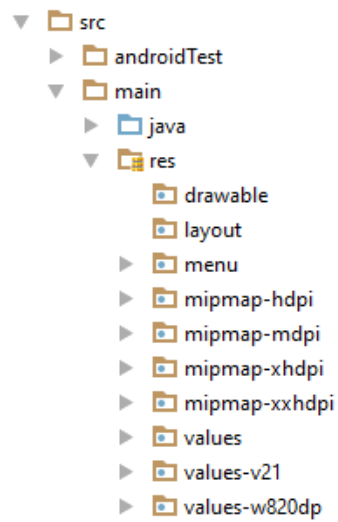 src
androidTest
main
java
res
drawable
layout
menu
mipmap-hdpi
mipmap-mdpi
mipmap-xhdpi
mipmap-xxhdpi
values
values-v21
values-w820dp